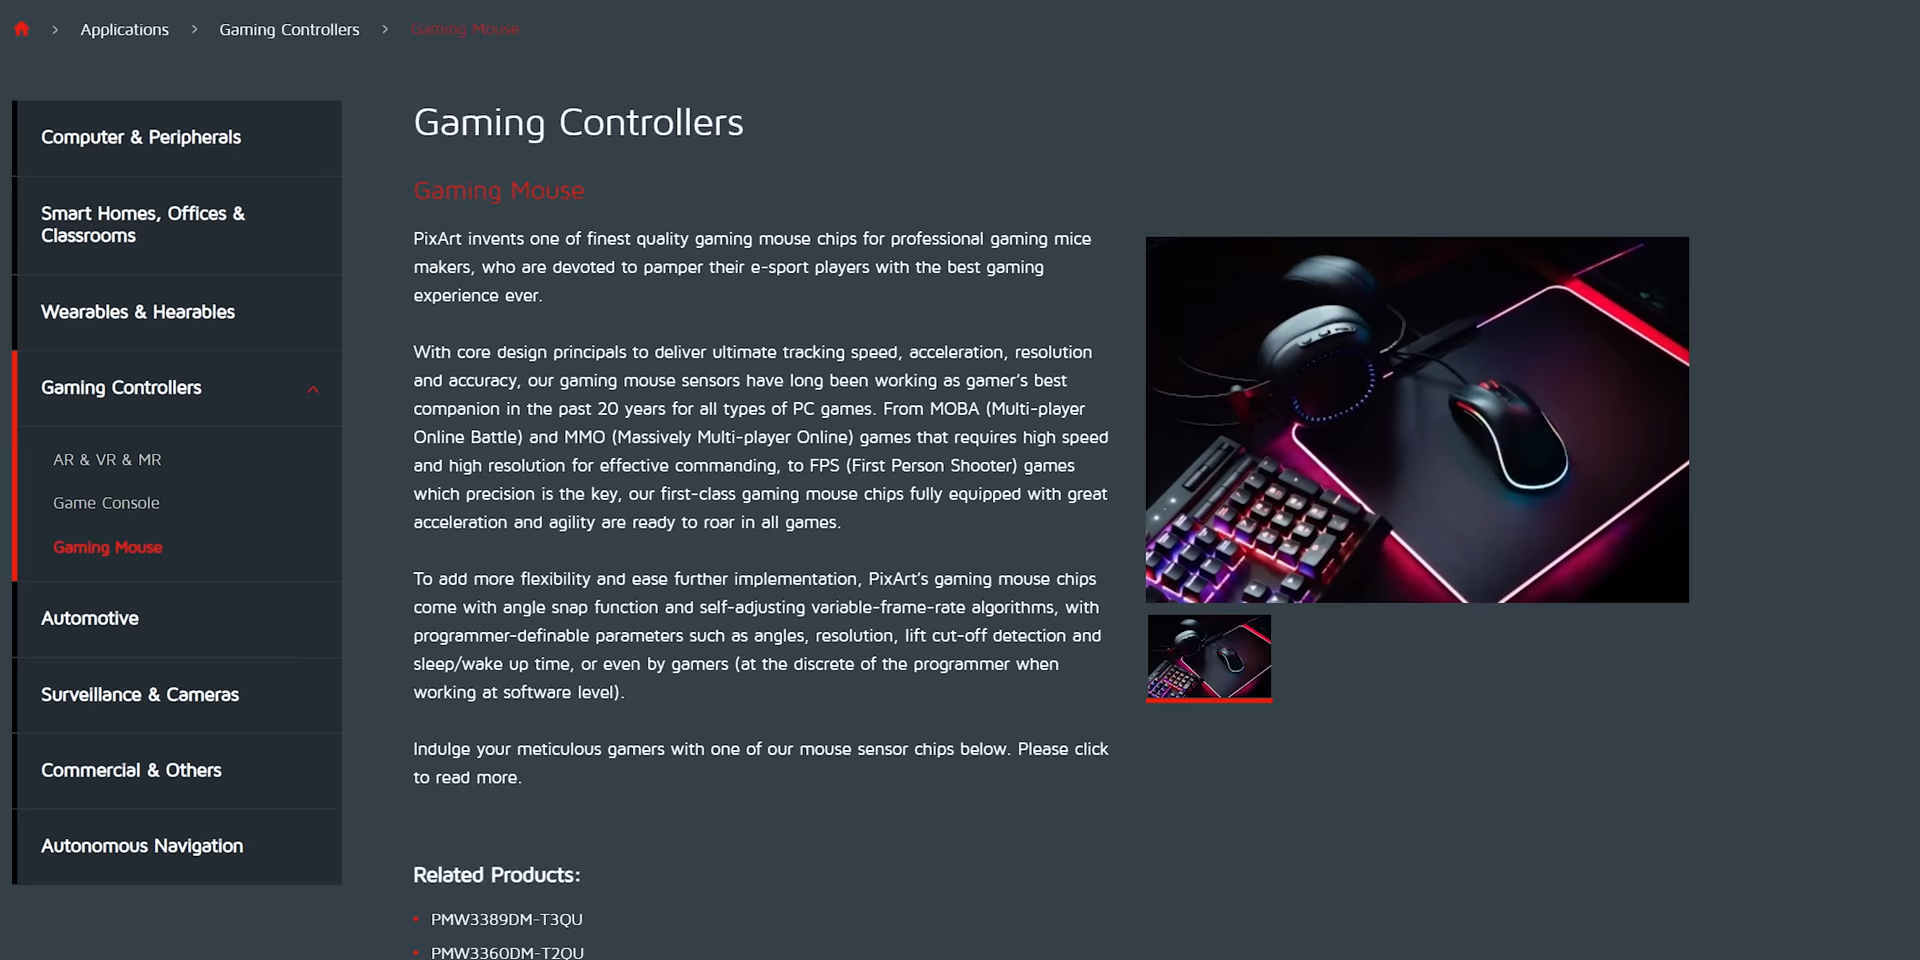 Applications
Gaming Controllers
Gaming Mouse
Computer & Peripherals
Smart Homes, Offices &
Classrooms
Wearables & Hearables
Gaming Controllers
AR & VR & MR
Game Console
Gaming Mouse
Automotive
Surveillance & Cameras
Commercial & Others
Autonomous Navigation
Gaming Controllers
Gaming Mouse
PixArt invents one of finest quality gaming mouse chips for professional gaming mice
makers, who are devoted to pamper their e-sport players with the best gaming
experience ever.
With core design principals to deliver ultimate tracking speed, acceleration, resolution
and accuracy, our gaming mouse sensors have long been working as gamer's best
companion in the past 20 years for all types of PC games. From MOBA (Multi-player
Online Battle) and MMO (Massively Multi-player Online) games that requires high speed
and high resolution for effective commanding, to FPS (First Person Shooter) games
which precision is the key, our first-class gaming mouse chips fully equipped with great
acceleration and agility are ready to roar in all games.
To add more flexibility and ease further implementation, PixArt's gaming mouse chips
come with angle snap function and self-adjusting variable-frame-rate algorithms, with
programmer-definable parameters such as angles, resolution, lift cut-off detection and
sleep/wake up time, or even by gamers (at the discrete of the programmer when
working at software level).
Indulge your meticulous gamers with one of our mouse sensor chips below. Please click
to read more.
Related Products:
PMW3389DM-T3QU
PMW3360DM-T2QU